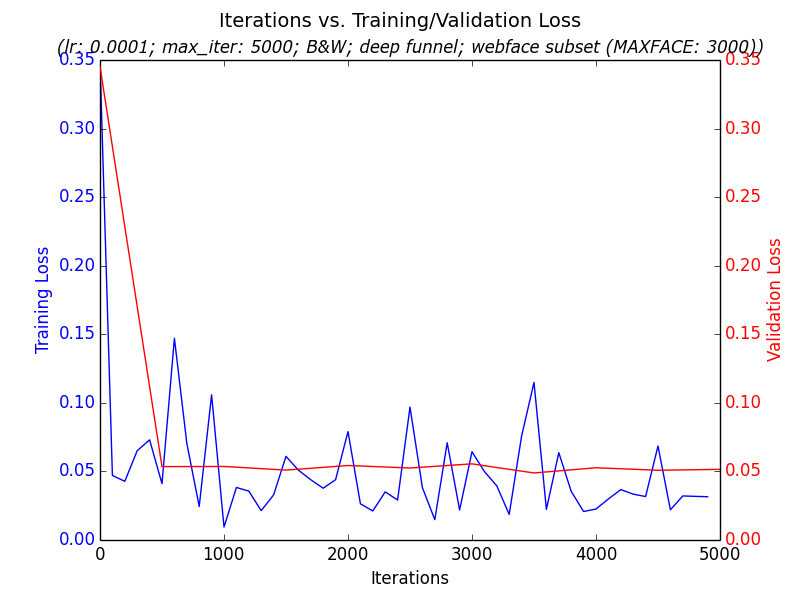 Iterations vs. Training/Validation Loss
(lr: 0.0001; max_iter: 5000; B&W; deep funnel; webface subset (MAXFACE: 3000))
0.35 0.35
0.30 0.30
0.25 0.25
0.20 0.20
0.15 0.15
0.10 0.10
0.05 0.05
0.00 0.00
Training Loss
Validation Loss
0 1000 2000 3000 4000 5000
Iterations